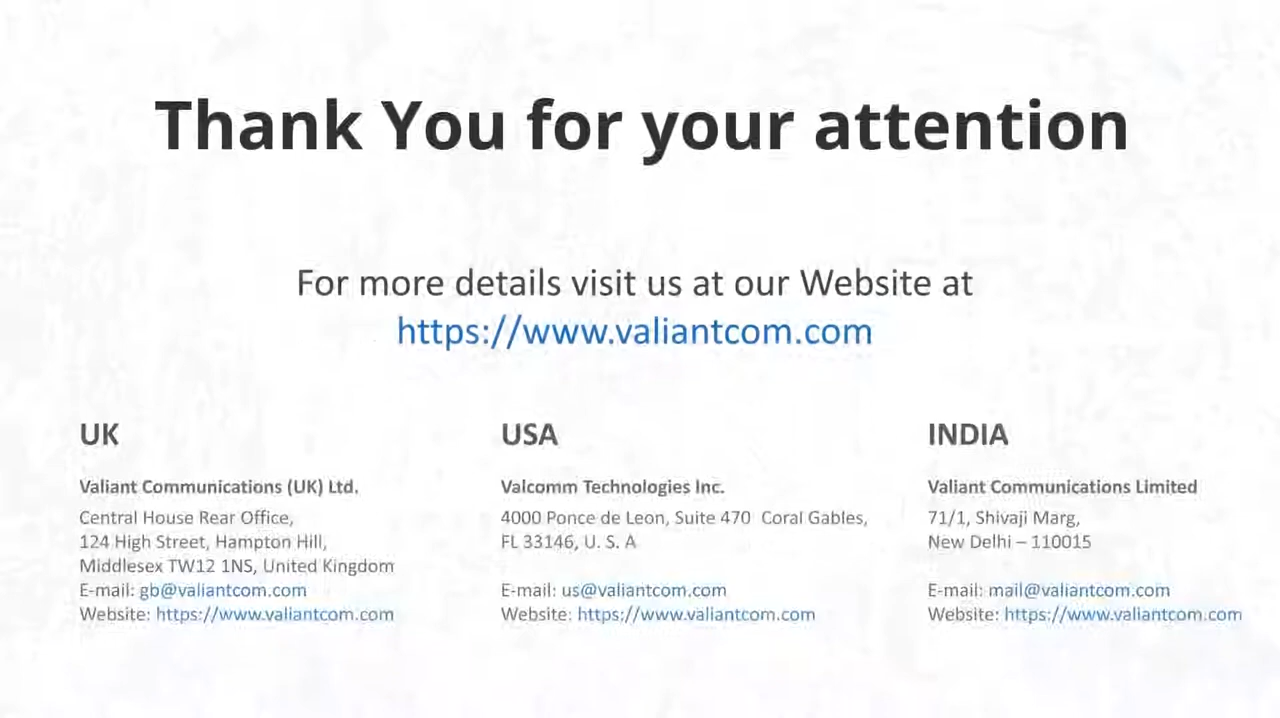 Thank You for your attention
For more details visit us at our Website at
https://www.valiantcom.com
UK
Valiant Communications (UK) Ltd.
Central House Rear Office,
124 High Street, Hampton Hill,
Middlesex TW12 1NS, United Kingdom
E-mail: gb@valiantcom.com
Website: https://www.valiantcom.com
USA
Valcomm Technologies Inc.
4000 Ponce de Leon, Suite 470 Coral Gables,
FL 33146, U. S. A
E-mail: us@valiantcom.com
Website: https://www.valiantcom.com
INDIA
Valiant Communications Limited
71/1, Shivaji Marg,
New Delhi – 110015
E-mail: mail@valiantcom.com
Website: https://www.valiantcom.com